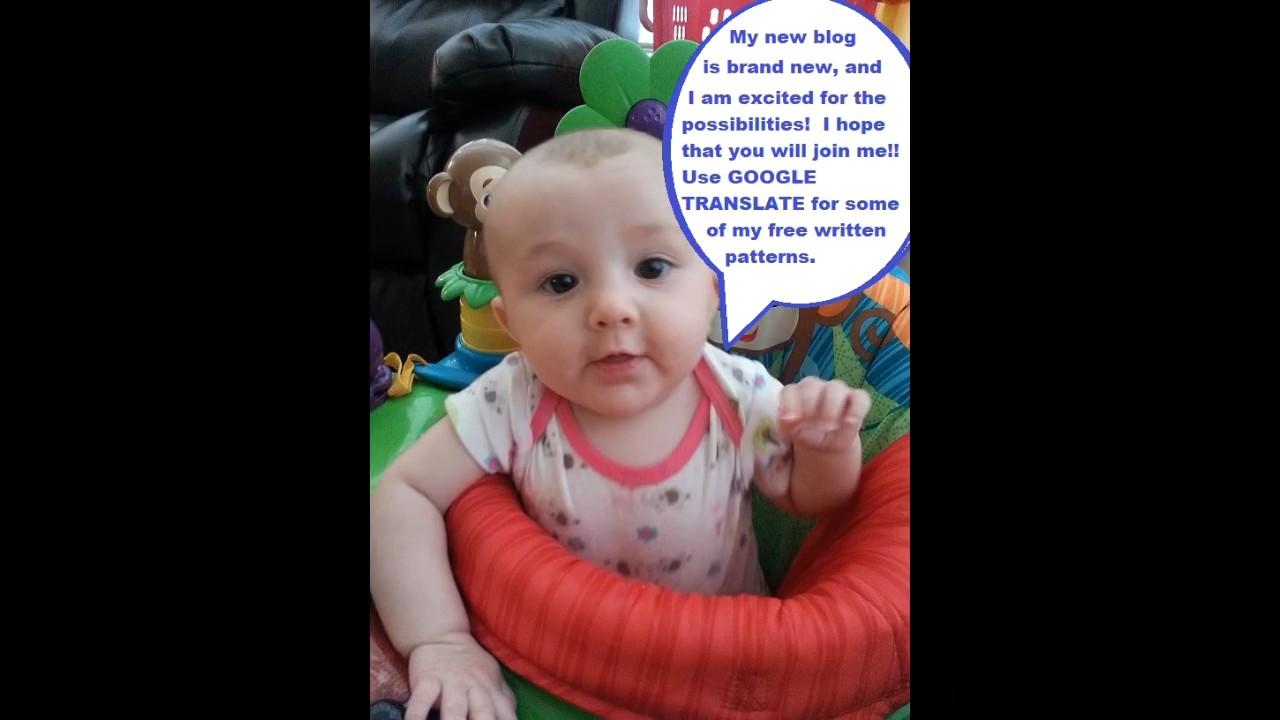 My new blog
is brand new, and
I am excited for the
possibilities!  I hope
that you will join me!!
Use GOOGLE
TRANSLATE for some
of my free written
patterns.